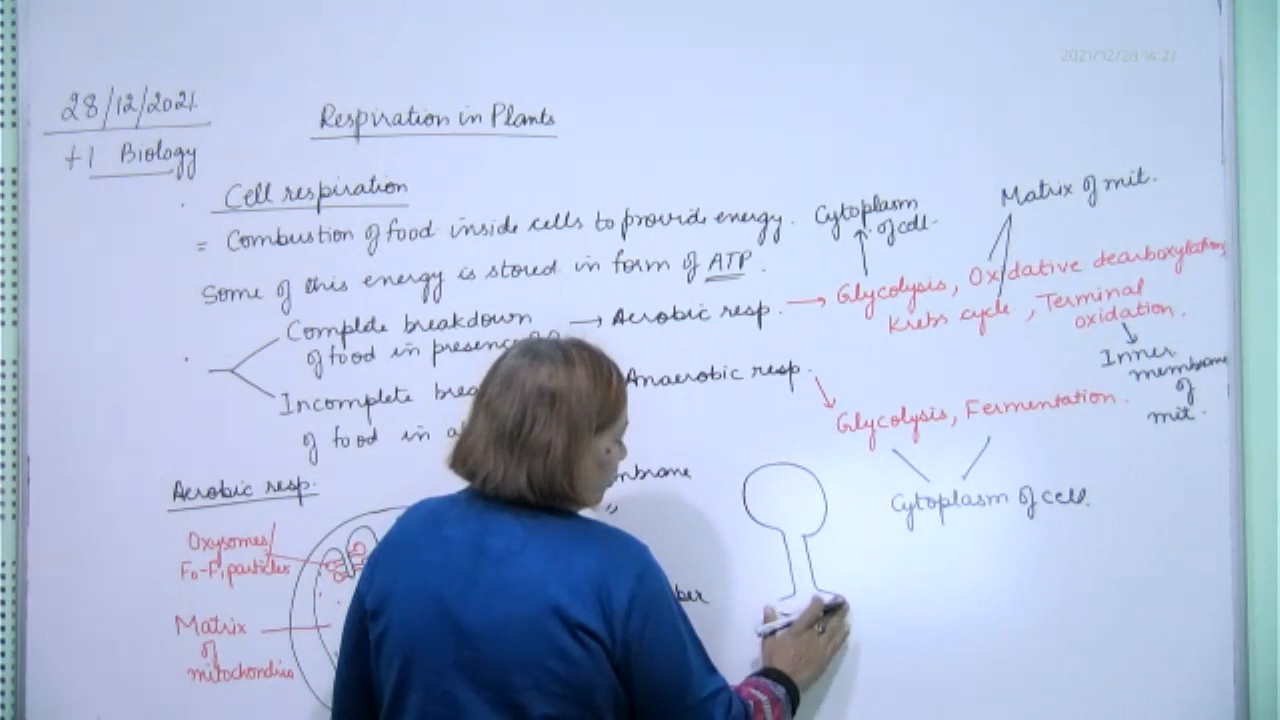 2021/12/28 14:27
28/12/2021
+1 Biology
Respiration in Plants
Cell respiration
= Combustion of food inside cells to provide energy.
Some of this energy is stored in form of ATP.
Complete breakdown
of food in presence
→ Aerobic resp. → Glycolysis, Oxidative decarboxylation,
Krebs cycle, Terminal
oxidation.
Cytoplasm
of cell.
Matrix of mit.
Inner
membrane
of
mit.
Incomplete
of food in
Anaerobic resp.
Glycolysis, Fermentation.
Cytoplasm of cell.
Aerobic resp.
Oxysomes/
F0-F1 particles
Matrix
of
mitochondria